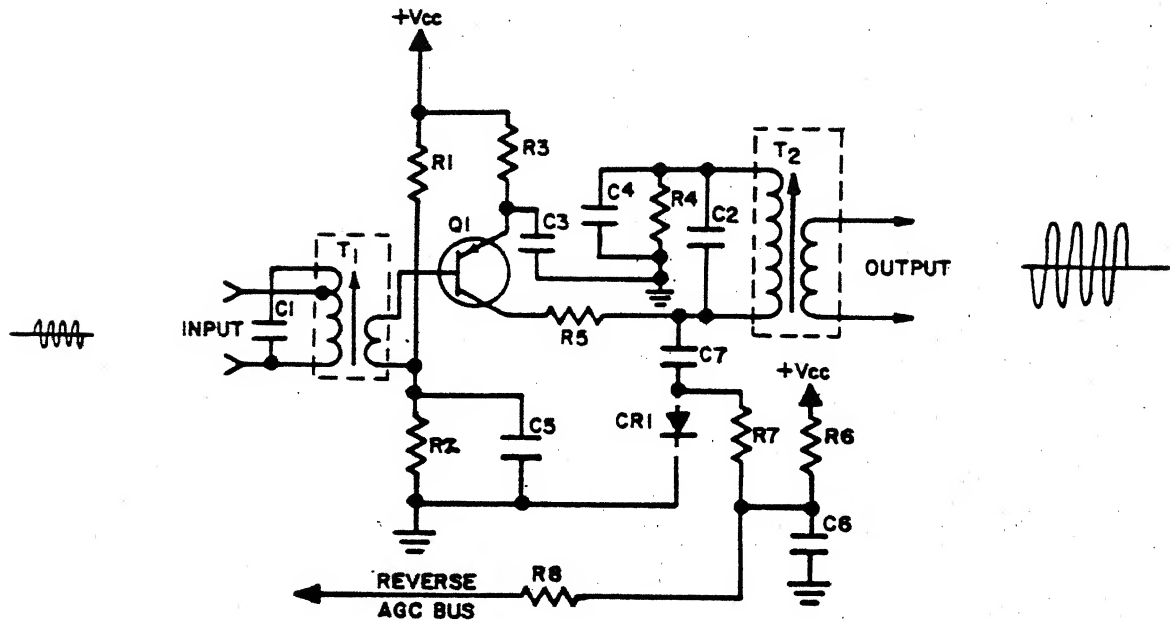 +Vcc
R1
R3
C4
R4
C2
T2
Q1
C3
T1
C1
INPUT
OUTPUT
R5
C7
+Vcc
R2
C5
CR1
R7
R6
C6
REVERSE
AGC BUS
R8